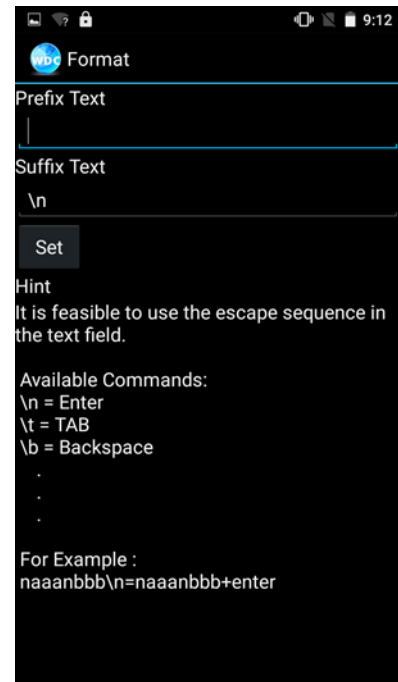 9:12
WDC Format
Prefix Text
Suffix Text
\n
Set
Hint
It is feasible to use the escape sequence in
the text field.
Available Commands:
\n = Enter
\t = TAB
\b = Backspace
.
.
.
For Example :
naaanbbb\n=naaanbbb+enter